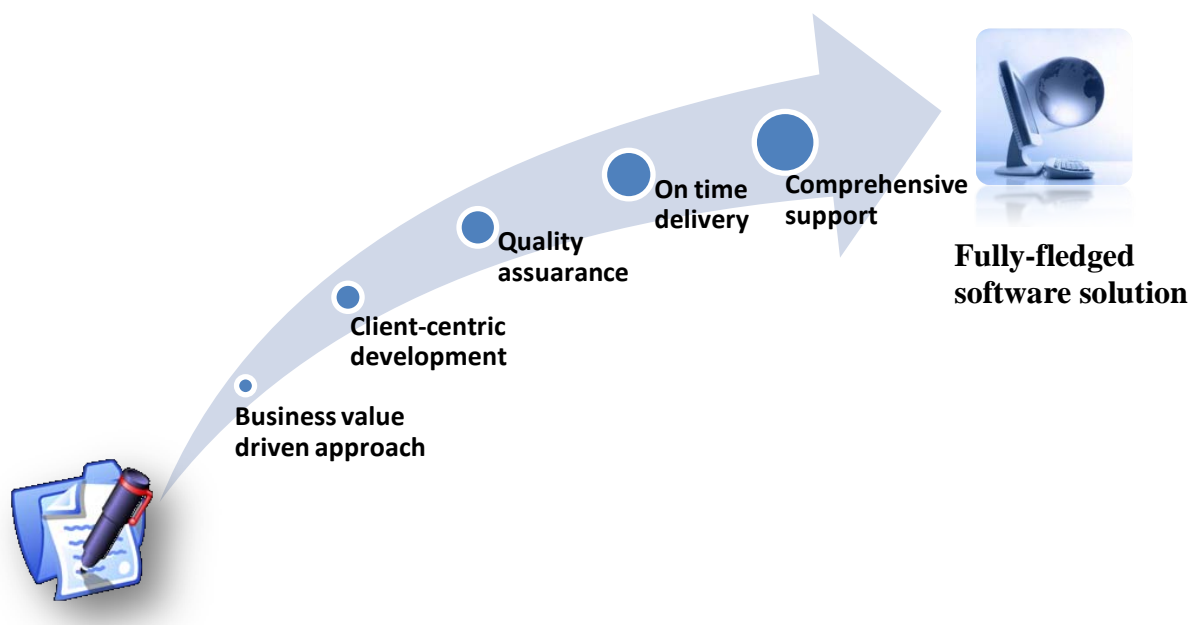 Business value
driven approach
Client-centric
development
Quality
assuarance
On time
delivery
Comprehensive
support
Fully-fledged
software solution